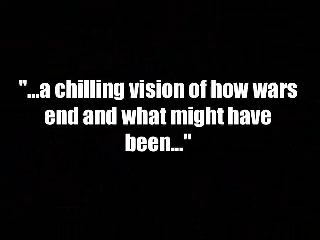 "...a chilling vision of how wars
end and what might have
been..."